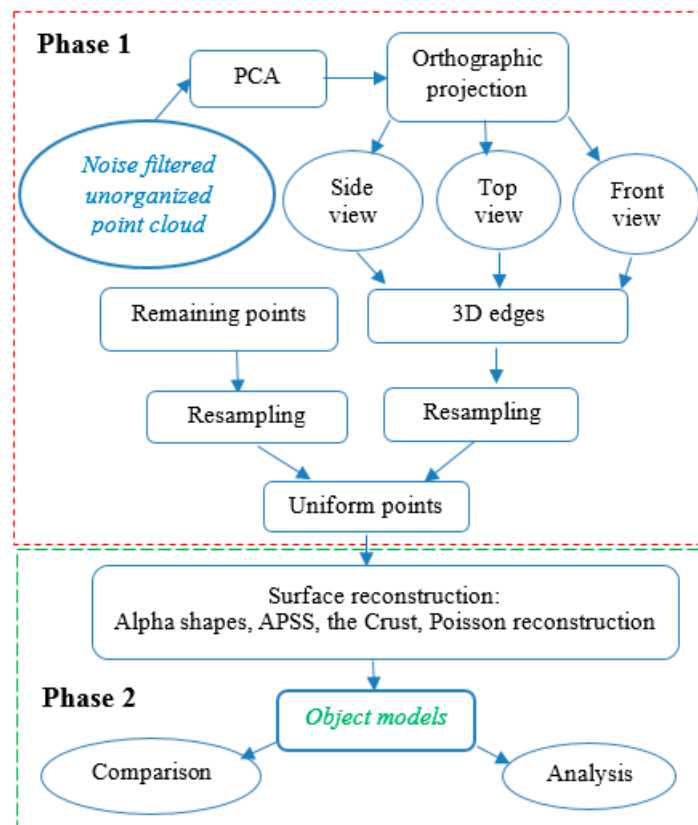 Phase 1
PCA
Orthographic
projection
Noise filtered
unorganized
point cloud
Side
view
Top
view
Front
view
Remaining points
3D edges
Resampling
Resampling
Uniform points
Surface reconstruction:
Alpha shapes, APSS, the Crust, Poisson reconstruction
Phase 2
Object models
Comparison
Analysis